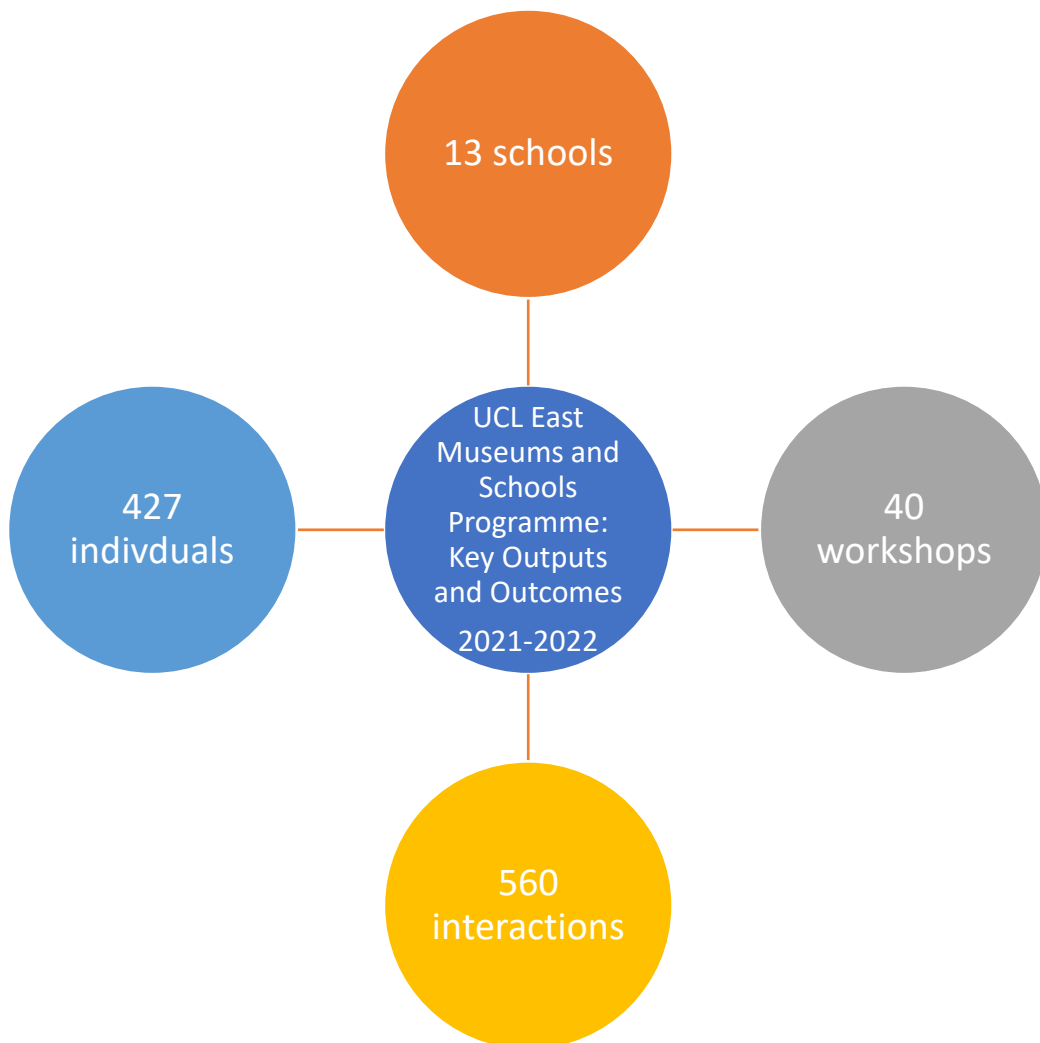 13 schools
427
indivduals
UCL East
Museums and
Schools
Programme:
Key Outputs
and Outcomes
2021-2022
40
workshops
560
interactions